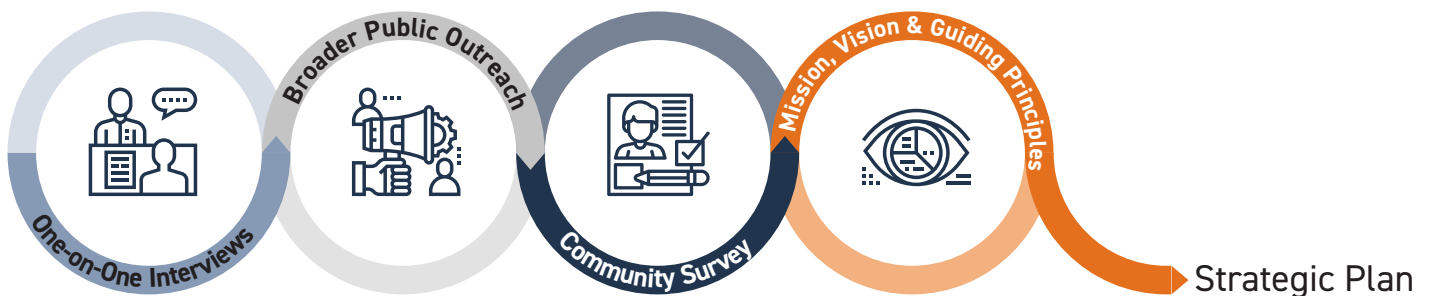 One-on-One Interviews
Broader Public Outreach
Community Survey
Mission, Vision & Guiding Principles
Strategic Plan